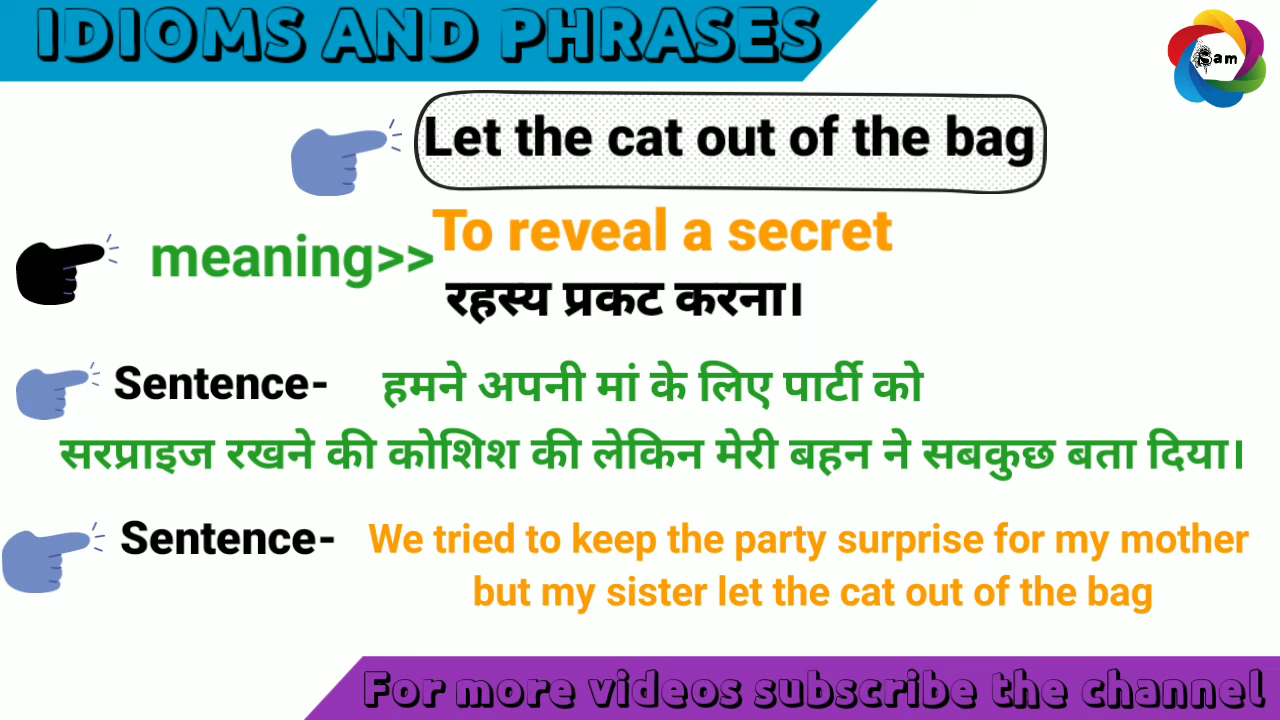 IDIOMS AND PHRASES
Sam
Let the cat out of the bag
meaning>> To reveal a secret
रहस्य प्रकट करना।
Sentence- हमने अपनी मां के लिए पार्टी को
सरप्राइज रखने की कोशिश की लेकिन मेरी बहन ने सबकुछ बता दिया।
Sentence- We tried to keep the party surprise for my mother
but my sister let the cat out of the bag
For more videos subscribe the channel